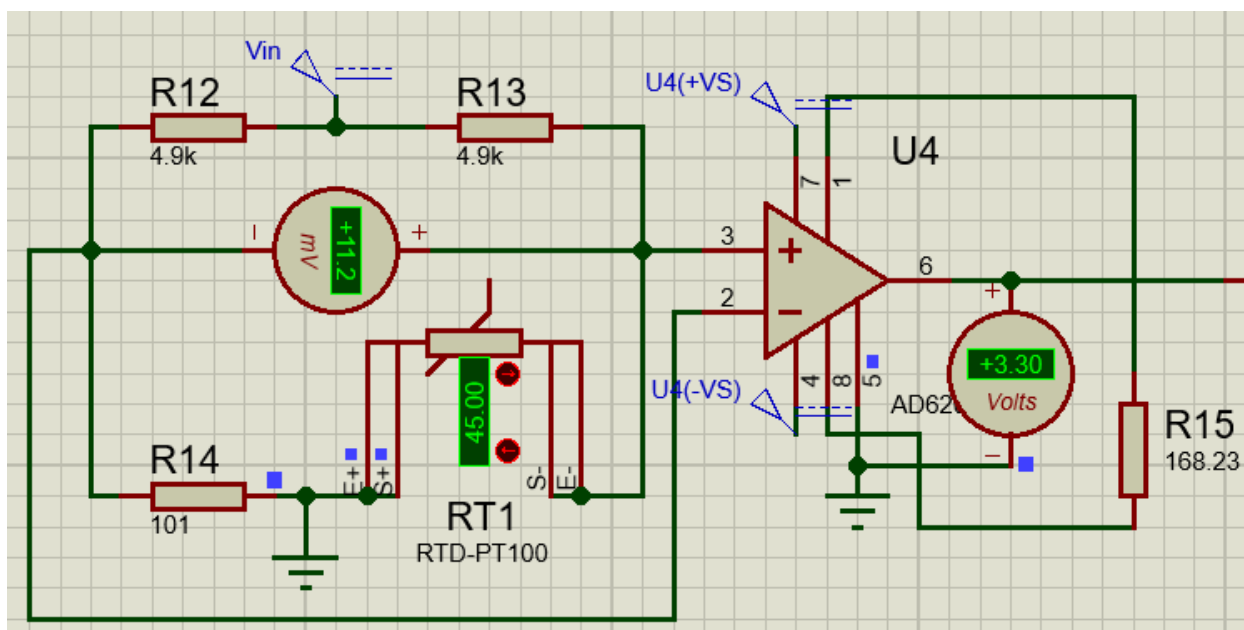 Vin
R12
4.9k
R13
4.9k
U4(+VS)
U4
7
1
-
+11.2
mV
+
3
+
6
2
−
+
+3.30
Volts
−
U4(-VS)
4
8
5
R15
168.23
45.00
R14
101
E+
S+
S-
E-
RT1
RTD-PT100